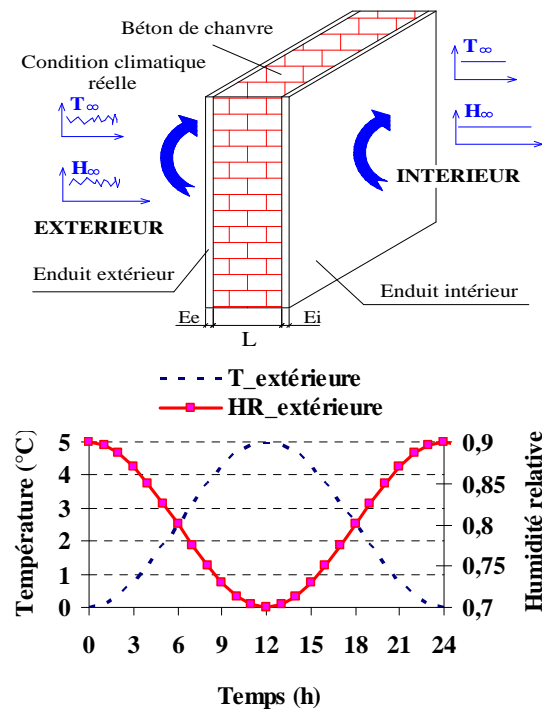 Béton de chanvre
Condition climatique
réelle
T∞
H∞
EXTERIEUR
T∞
H∞
INTERIEUR
Enduit extérieur
Enduit intérieur
Ee
L
Ei
T_extérieure
HR_extérieure
Température (°C)
5
4
3
2
1
0
0,9
0,85
0,8
0,75
0,7
Humidité relative
0 3 6 9 12 15 18 21 24
Temps (h)